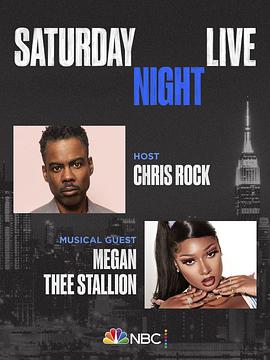 SATURDAY LIVE
NIGHT
HOST
CHRIS ROCK
MUSICAL GUEST
MEGAN
THEE STALLION
NBC